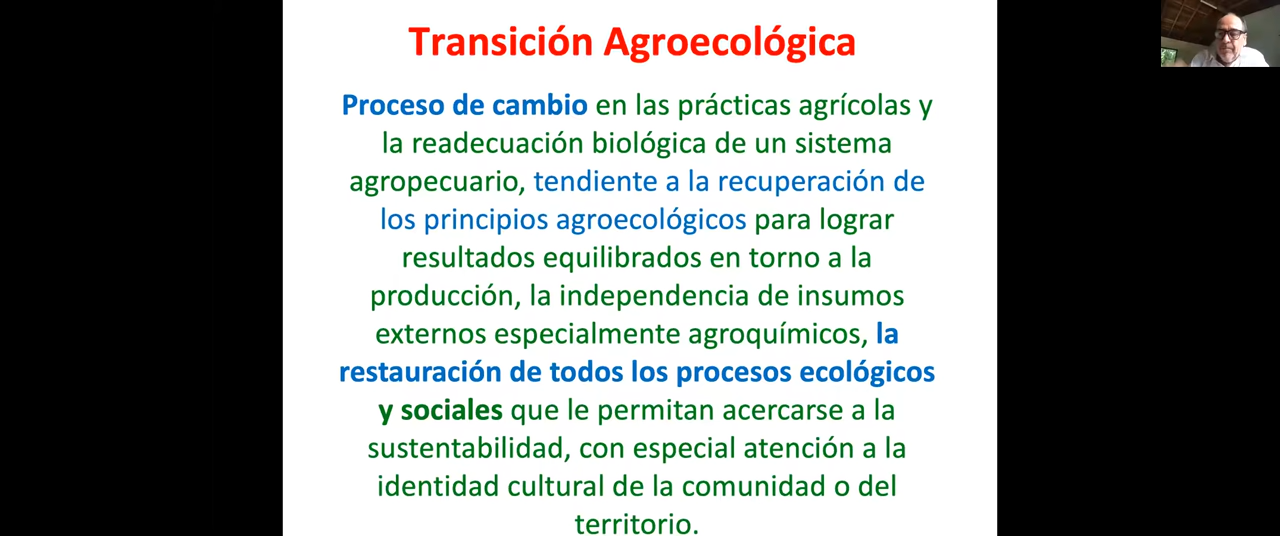 Transición Agroecológica
Proceso de cambio en las prácticas agrícolas y
la readecuación biológica de un sistema
agropecuario, tendiente a la recuperación de
los principios agroecológicos para lograr
resultados equilibrados en torno a la
producción, la independencia de insumos
externos especialmente agroquímicos, la
restauración de todos los procesos ecológicos
y sociales que le permitan acercarse a la
sustentabilidad, con especial atención a la
identidad cultural de la comunidad o del
territorio.